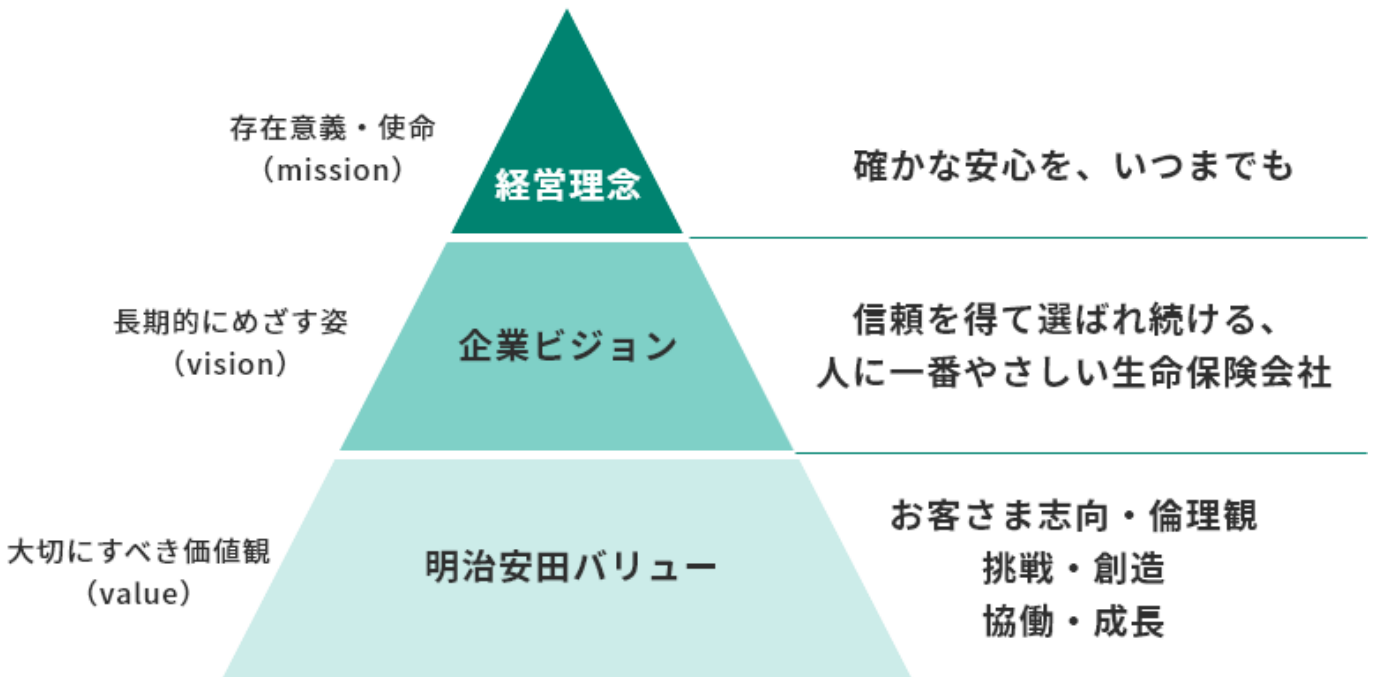 存在意義・使命
（mission）
経営理念
確かな安心を、いつまでも
長期的にめざす姿
（vision）
企業ビジョン
信頼を得て選ばれ続ける、
人に一番やさしい生命保険会社
大切にすべき価値観
（value）
明治安田バリュー
お客さま志向・倫理観
挑戦・創造
協働・成長